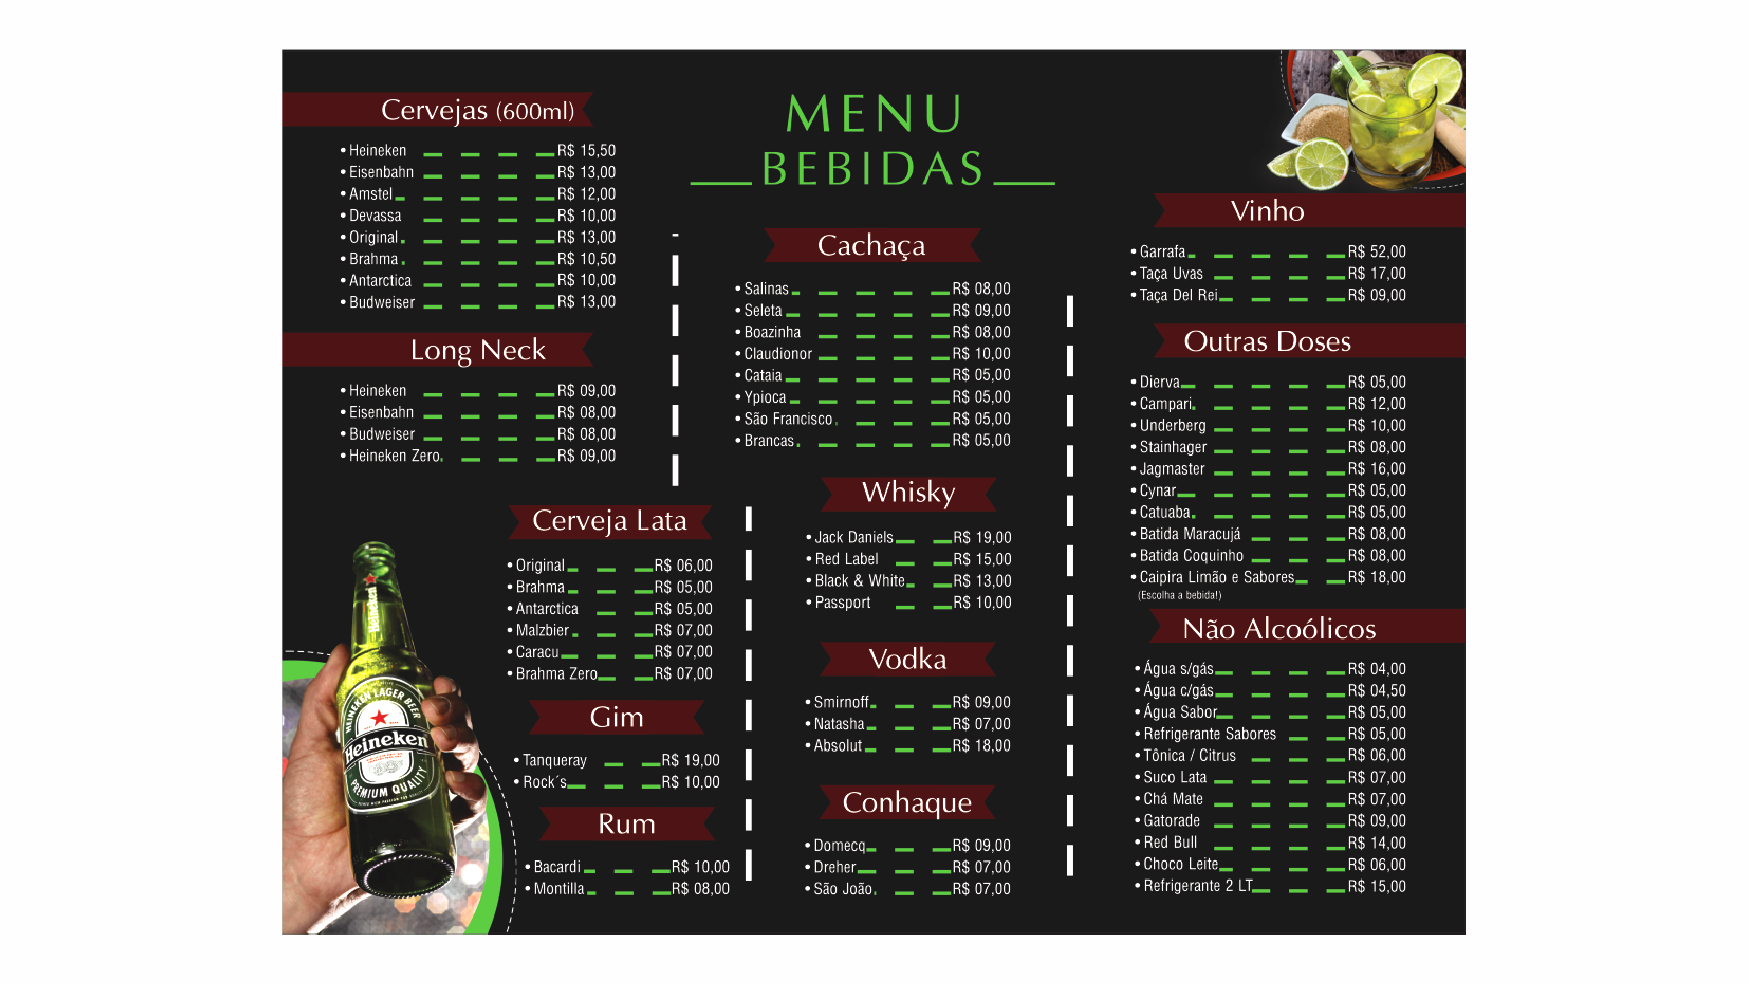 MENU
BEBIDAS
Cervejas (600ml)
• Heineken R$ 15,50
• Eisenbahn R$ 13,00
• Amstel R$ 12,00
• Devassa R$ 10,00
• Original R$ 13,00
• Brahma R$ 10,50
• Antarctica R$ 10,00
• Budweiser R$ 13,00
Long Neck
• Heineken R$ 09,00
• Eisenbahn R$ 08,00
• Budweiser R$ 08,00
• Heineken Zero R$ 09,00
Cerveja Lata
• Original R$ 06,00
• Brahma R$ 05,00
• Antarctica R$ 05,00
• Malzbier R$ 07,00
• Caracu R$ 07,00
• Brahma Zero R$ 07,00
Gim
• Tanqueray R$ 19,00
• Rock´s R$ 10,00
Rum
• Bacardi R$ 10,00
• Montilla R$ 08,00
Heineken
HEINEKEN LAGER BEER
Heineken
PREMIUM QUALITY
Cachaça
• Salinas R$ 08,00
• Seleta R$ 09,00
• Boazinha R$ 08,00
• Claudionor R$ 10,00
• Cataia R$ 05,00
• Ypioca R$ 05,00
• São Francisco R$ 05,00
• Brancas R$ 05,00
Whisky
• Jack Daniels R$ 19,00
• Red Label R$ 15,00
• Black & White R$ 13,00
• Passport R$ 10,00
Vodka
• Smirnoff R$ 09,00
• Natasha R$ 07,00
• Absolut R$ 18,00
Conhaque
• Domecq R$ 09,00
• Dreher R$ 07,00
• São João R$ 07,00
Vinho
• Garrafa R$ 52,00
• Taça Uvas R$ 17,00
• Taça Del Rei R$ 09,00
Outras Doses
• Dierva R$ 05,00
• Campari R$ 12,00
• Underberg R$ 10,00
• Stainhager R$ 08,00
• Jagmaster R$ 16,00
• Cynar R$ 05,00
• Catuaba R$ 05,00
• Batida Maracujá R$ 08,00
• Batida Coquinho R$ 08,00
• Caipira Limão e Sabores R$ 18,00
(Escolha a bebida!)
Não Alcoólicos
• Água s/gás R$ 04,00
• Água c/gás R$ 04,50
• Água Sabor R$ 05,00
• Refrigerante Sabores R$ 05,00
• Tônica / Citrus R$ 06,00
• Suco Lata R$ 07,00
• Chá Mate R$ 07,00
• Gatorade R$ 09,00
• Red Bull R$ 14,00
• Choco Leite R$ 06,00
• Refrigerante 2 LT R$ 15,00